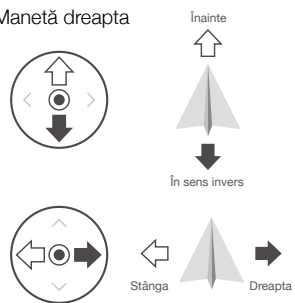 Manetă dreapta
Înainte
În sens invers
Stânga
Dreapta